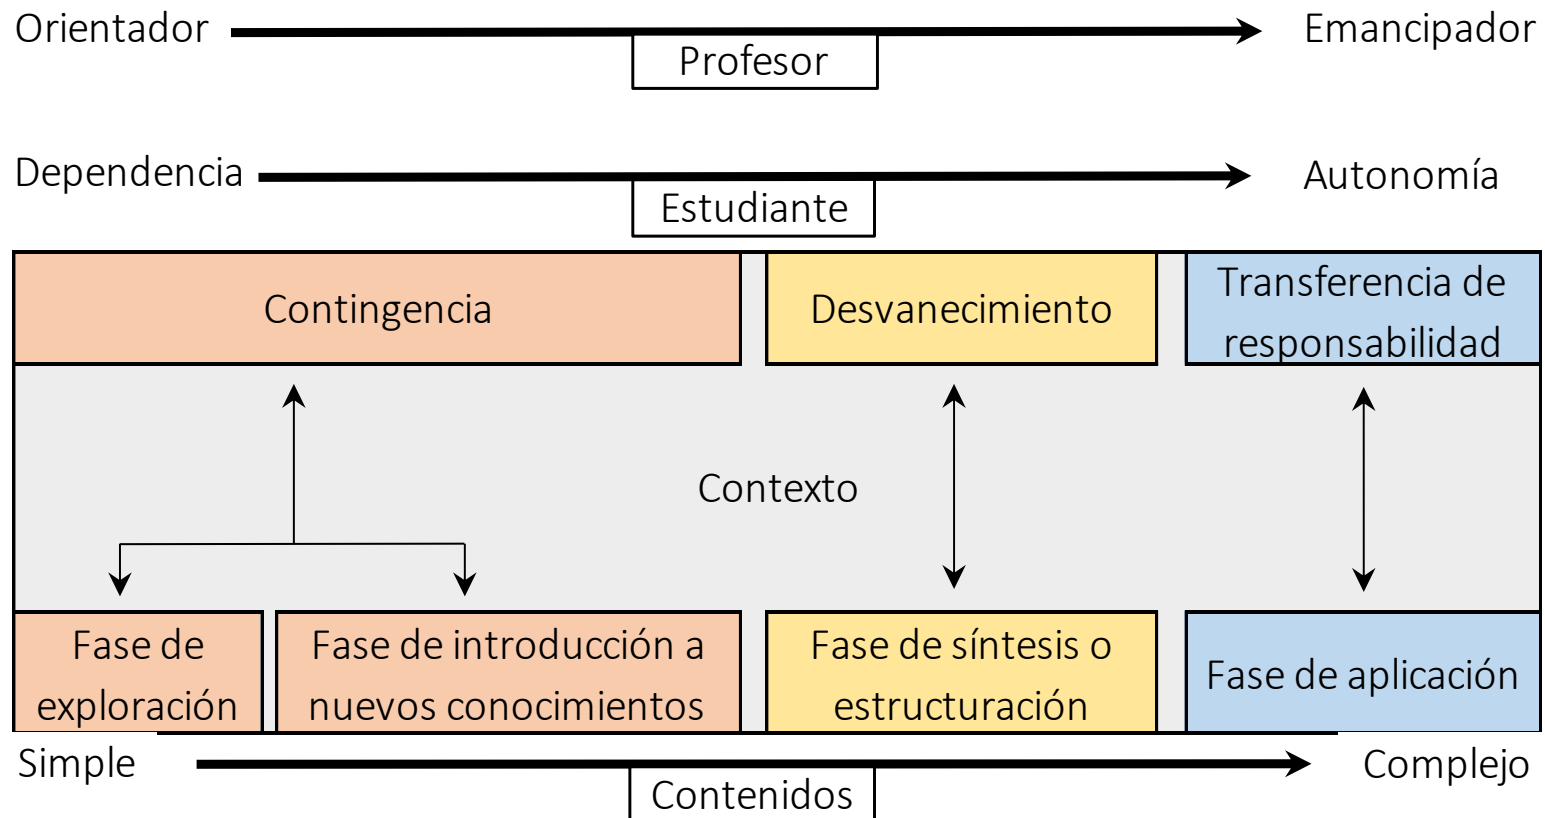 Orientador
Emancipador
Profesor
Dependencia
Autonomía
Estudiante
Contingencia
Desvanecimiento
Transferencia de
responsabilidad
Contexto
Fase de
exploración
Fase de introducción a
nuevos conocimientos
Fase de síntesis o
estructuración
Fase de aplicación
Simple
Complejo
Contenidos